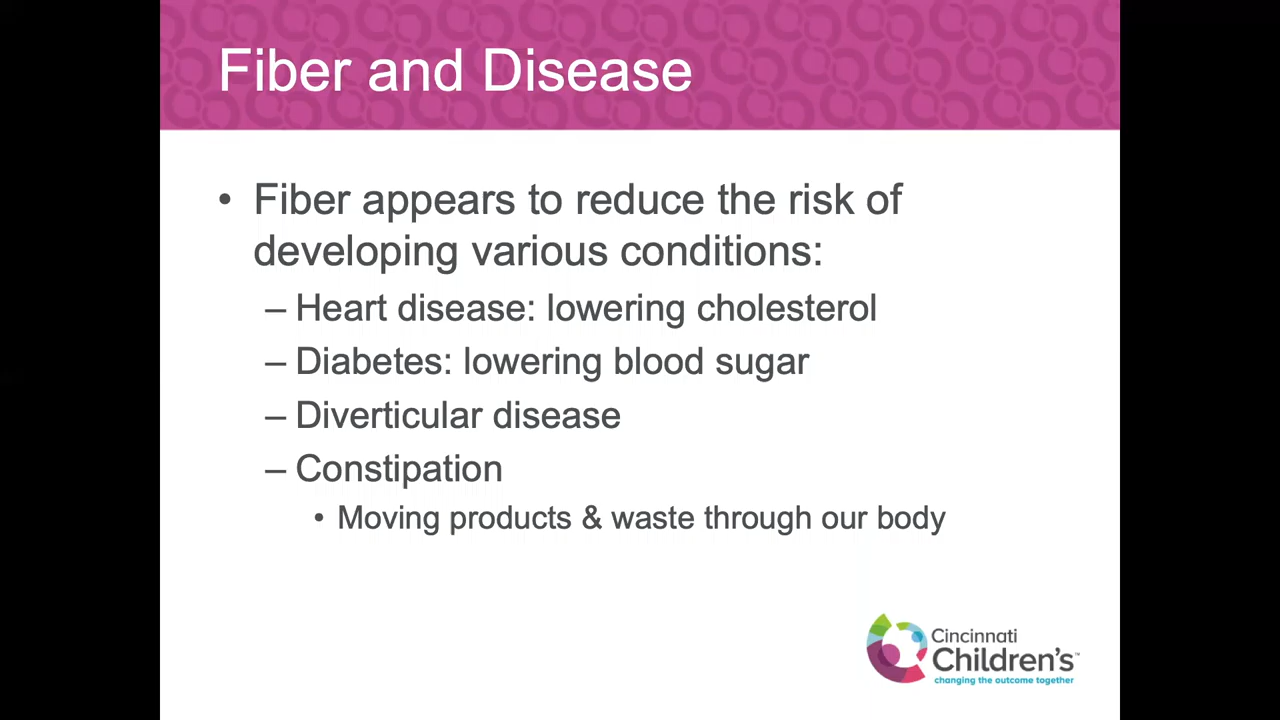 Fiber and Disease
• Fiber appears to reduce the risk of
developing various conditions:
– Heart disease: lowering cholesterol
– Diabetes: lowering blood sugar
– Diverticular disease
– Constipation
• Moving products & waste through our body
Cincinnati
Children's™
changing the outcome together